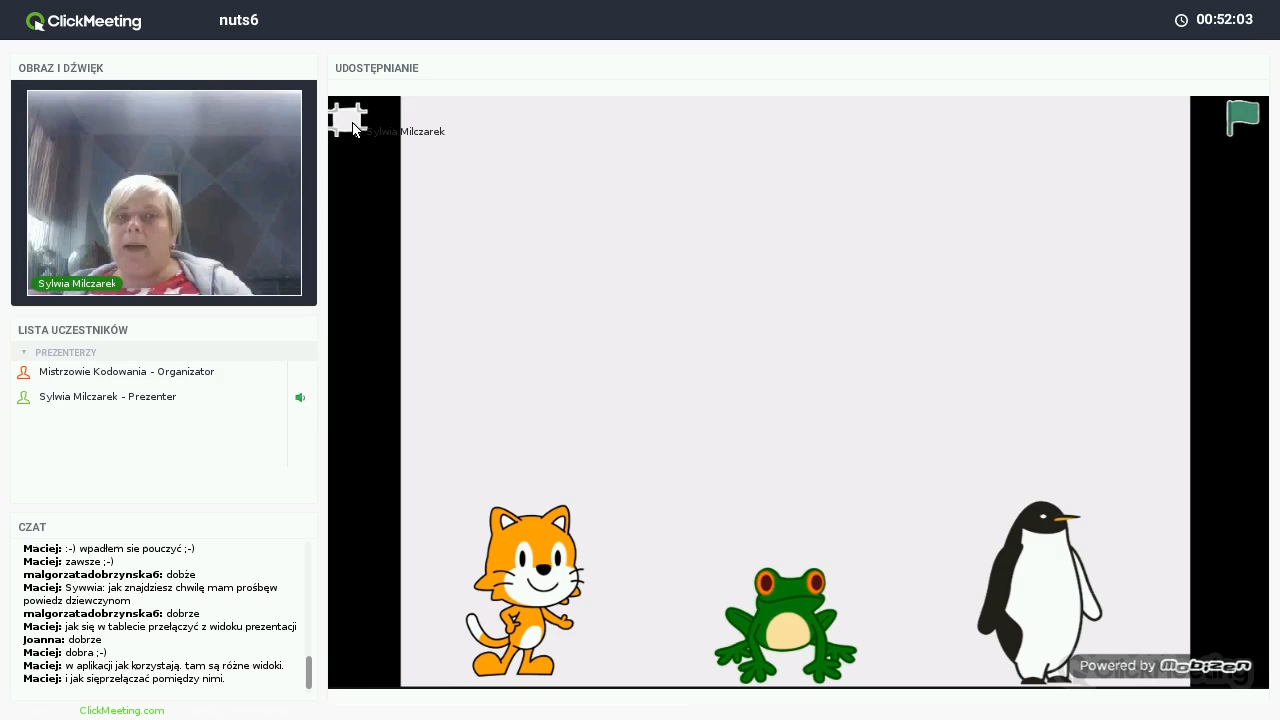 ClickMeeting
nuts6
00:52:03
OBRAZ I DŹWIĘK
UDOSTĘPNIANIE
Sylwia Milczarek
Sylwia Milczarek
LISTA UCZESTNIKÓW
PREZENTERZY
Mistrzowie Kodowania - Organizator
Sylwia Milczarek - Prezenter
CZAT
Maciej: :-) wpadłem sie pouczyć ;-)
Maciej: zawsze ;-)
malgorzatadobrzynska6: dobże
Maciej: Sywwia: jak znajdziesz chwilę mam prośbęw
powiedz dziewczynom
malgorzatadobrzynska6: dobrze
Maciej: jak się w tablecie przełączyć z widoku prezentacji
Joanna: dobrze
Maciej: dobra ;-)
Maciej: w aplikacji jak korzystają. tam są różne widoki.
Maciej: i jak sięprzełączać pomiędzy nimi.
Powered by Mobizen
ClickMeeting
ClickMeeting.com